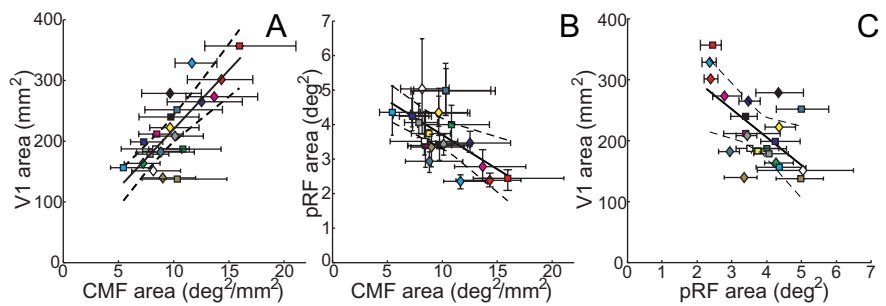 A
V1 area (mm2)
400
300
200
100
0
0 5 10 15 20
CMF area (deg2/mm2)
B
pRF area (deg2)
7
6
5
4
3
2
1
0
0 5 10 15 20
CMF area (deg2/mm2)
C
V1 area (mm2)
400
300
200
100
0
0 1 2 3 4 5 6 7
pRF area (deg2)